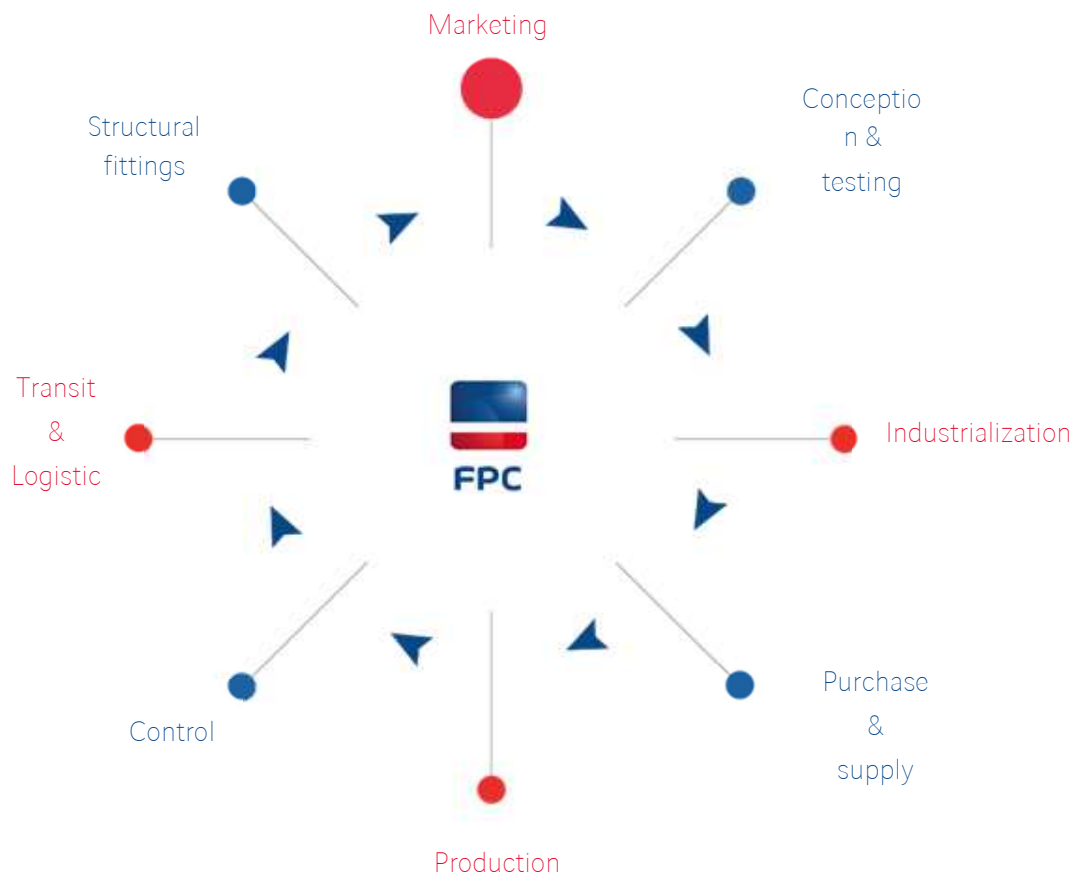 Marketing
Conceptio
n &
testing
Structural
fittings
Transit
&
Logistic
FPC
Industrialization
Control
Purchase
&
supply
Production